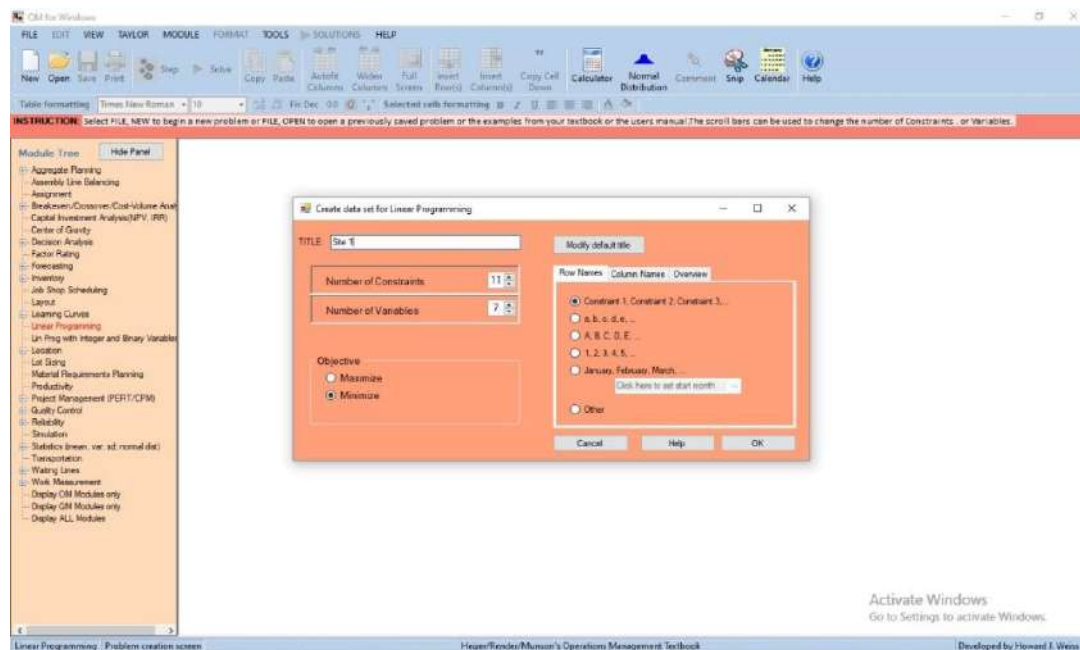 QM for Windows
FILE EDIT VIEW TAYLOR MODULE FORMAT TOOLS SOLUTIONS HELP
New Open Save Print Step Solve Copy Paste Autofit Columns Widen Columns Full Screen Insert Row(s) Insert Column(s) Copy Cell Down Calculator Normal Distribution Comment Snip Calendar Help
Table formatting Times New Roman 10 Fix Dec 0.0 Selected cells formatting B I U
INSTRUCTION: Select FILE, NEW to begin a new problem or FILE, OPEN to open a previously saved problem or the examples from your textbook or the users manual.The scroll bars can be used to change the number of Constraints . or Variables.
Module Tree Hide Panel
Aggregate Planning
Assembly Line Balancing
Assignment
Breakeven/Crossover/Cost-Volume Anal
Capital Investment Analysis(NPV, IRR)
Center of Gravity
Decision Analysis
Factor Rating
Forecasting
Inventory
Job Shop Scheduling
Layout
Learning Curves
Linear Programming
Lin Prog with Integer and Binary Variable
Location
Lot Sizing
Material Requirements Planning
Productivity
Project Management (PERT/CPM)
Quality Control
Reliability
Simulation
Statistics (mean, var, sd; normal dist)
Transportation
Waiting Lines
Work Measurement
Display OM Modules only
Display QM Modules only
Display ALL Modules
Create data set for Linear Programming
TITLE: Site 1
Modify default title
Number of Constraints 11
Number of Variables 7
Objective
Maximize
Minimize
Row Names Column Names Overview
Constraint 1, Constraint 2, Constraint 3,...
a, b, c, d, e, ...
A, B, C, D, E, ...
1, 2, 3, 4, 5, ...
January, February, March, ...
Click here to set start month
Other
Cancel Help OK
Activate Windows
Go to Settings to activate Windows.
Linear Programming Problem creation screen Heizer/Render/Munson's Operations Management Textbook Developed by Howard J. Weiss